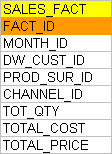 SALES_FACT
FACT_ID
MONTH_ID
DW_CUST_ID
PROD_SUR_ID
CHANNEL_ID
TOT_QTY
TOTAL_COST
TOTAL_PRICE